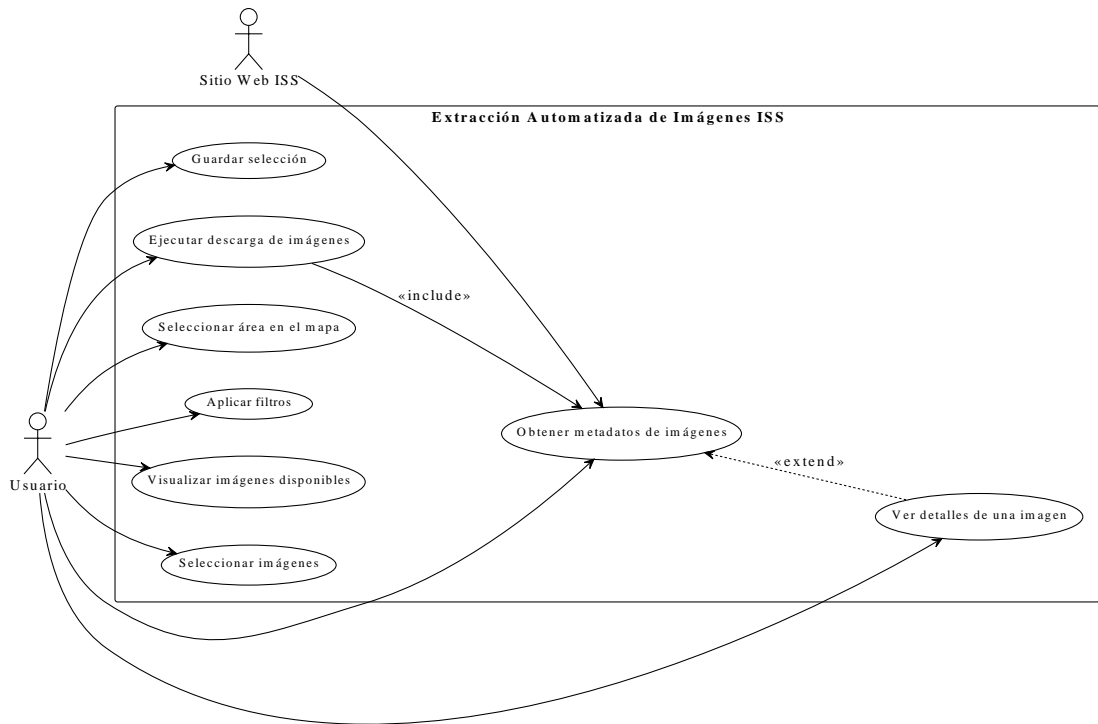 Sitio Web ISS
Extracción Automatizada de Imágenes ISS
Guardar selección
Ejecutar descarga de imágenes
«include»
Seleccionar área en el mapa
Aplicar filtros
Obtener metadatos de imágenes
«extend»
Usuario
Visualizar imágenes disponibles
Ver detalles de una imagen
Seleccionar imágenes